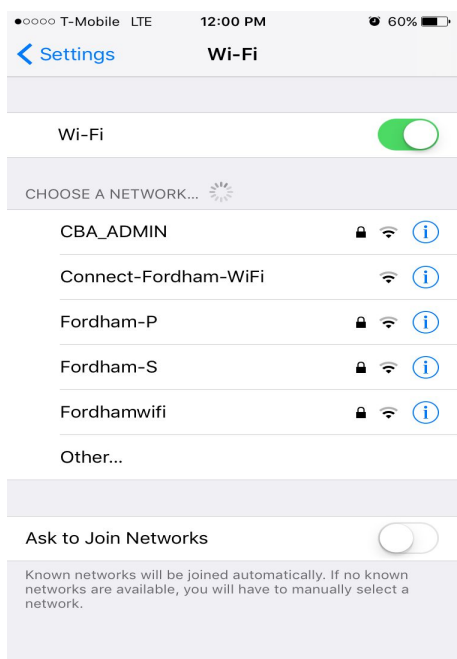 T-Mobile LTE 12:00 PM 60%
Settings Wi-Fi
Wi-Fi
CHOOSE A NETWORK...
CBA_ADMIN
Connect-Fordham-WiFi
Fordham-P
Fordham-S
Fordhamwifi
Other...
Ask to Join Networks
Known networks will be joined automatically. If no known
networks are available, you will have to manually select a
network.